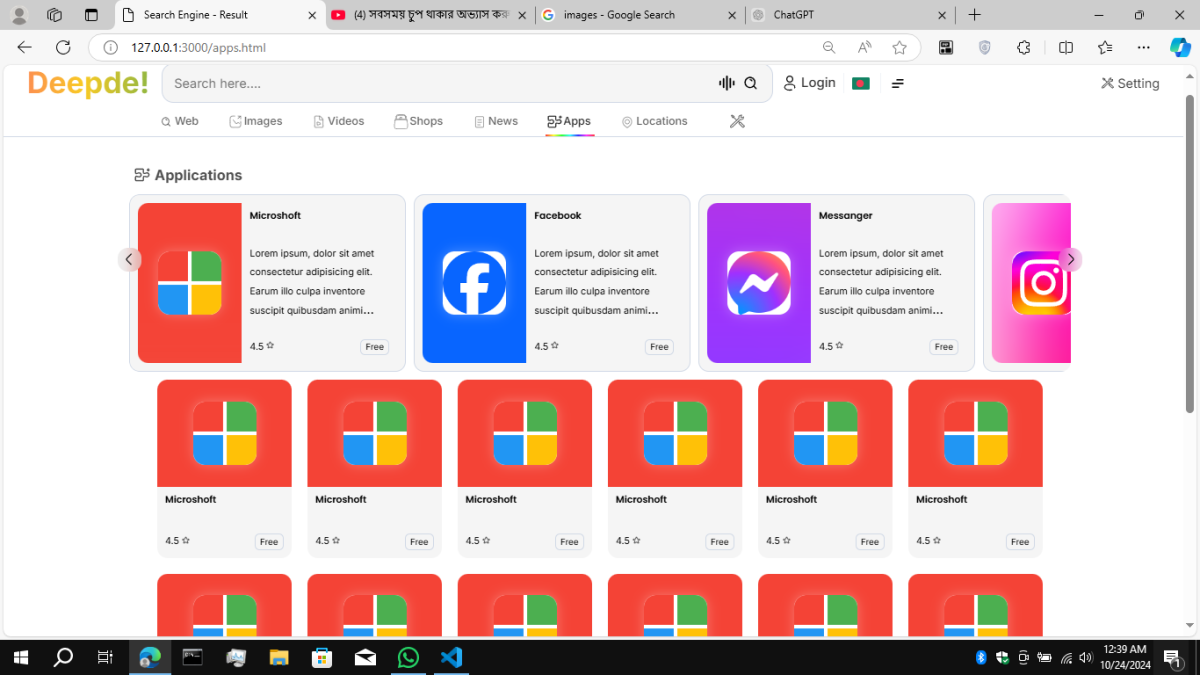 Search Engine - Result
(4) সবসময় চুপ থাকার অভ্যাস করু
images - Google Search
ChatGPT
127.0.0.1:3000/apps.html
Deepde!
Search here....
Login
Setting
Web
Images
Videos
Shops
News
Apps
Locations
Applications
Microshoft
Lorem ipsum, dolor sit amet
consectetur adipisicing elit.
Earum illo culpa inventore
suscipit quibusdam animi...
4.5
Free
Facebook
Lorem ipsum, dolor sit amet
consectetur adipisicing elit.
Earum illo culpa inventore
suscipit quibusdam animi...
4.5
Free
Messanger
Lorem ipsum, dolor sit amet
consectetur adipisicing elit.
Earum illo culpa inventore
suscipit quibusdam animi...
4.5
Free
Microshoft
4.5
Free
Microshoft
4.5
Free
Microshoft
4.5
Free
Microshoft
4.5
Free
Microshoft
4.5
Free
Microshoft
4.5
Free
12:39 AM
10/24/2024
1